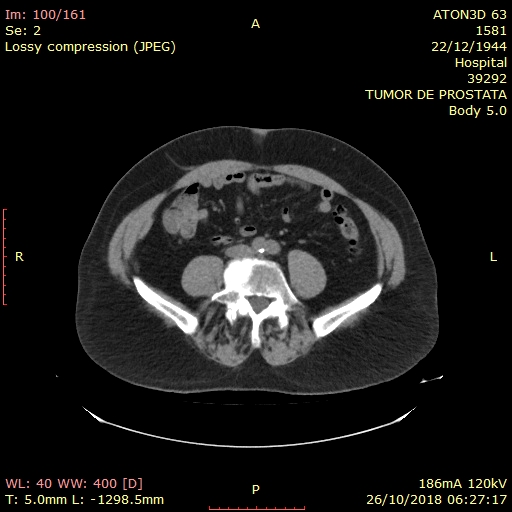 Im: 100/161
Se: 2
Lossy compression (JPEG)
A
ATON3D 63
1581
22/12/1944
Hospital
39292
TUMOR DE PROSTATA
Body 5.0
R
L
WL: 40 WW: 400 [D]
T: 5.0mm L: -1298.5mm
P
186mA 120kV
26/10/2018 06:27:17